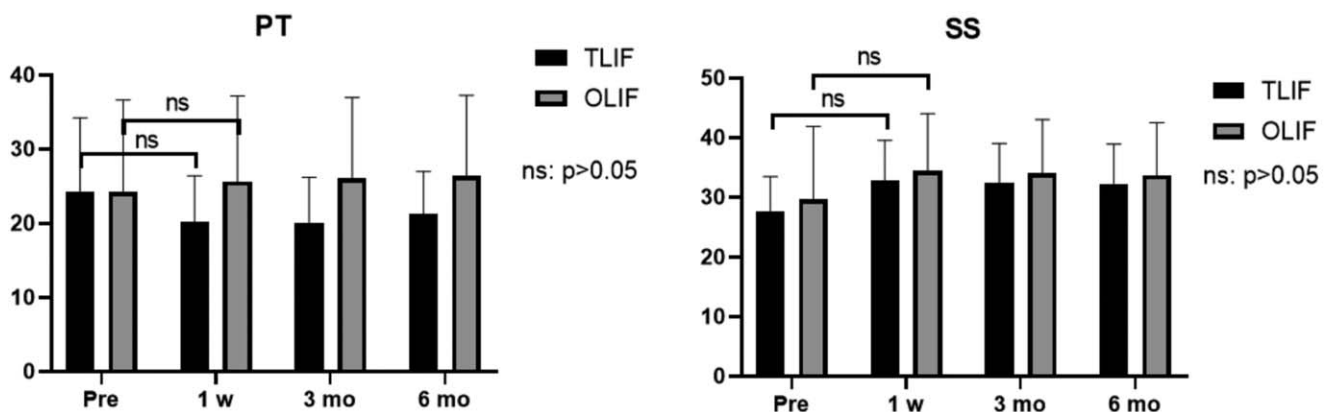 PT
TLIF
OLIF
ns: p>0.05
40
30
20
10
0
ns
ns
Pre
1 w
3 mo
6 mo
SS
TLIF
OLIF
ns: p>0.05
50
40
30
20
10
0
ns
ns
Pre
1 w
3 mo
6 mo